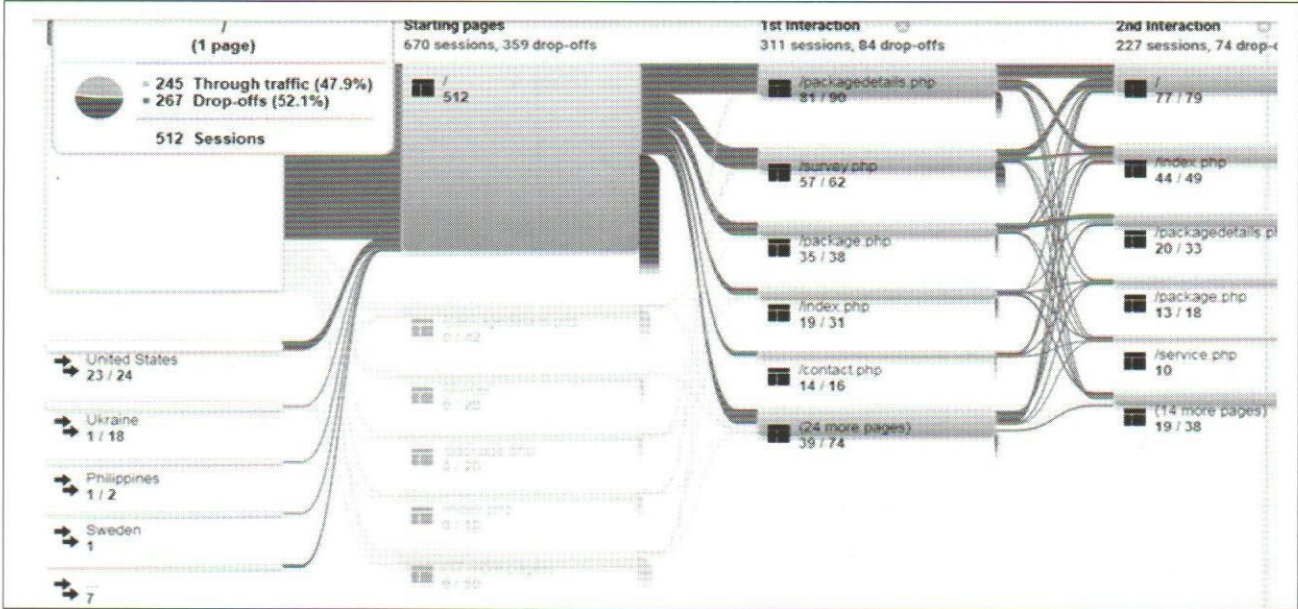 /
(1 page)
245 Through traffic (47.9%)
267 Drop-offs (52.1%)
512 Sessions
United States
23 / 24
Ukraine
1 / 18
Philippines
1 / 2
Sweden
1
...
7
Starting pages
670 sessions, 359 drop-offs
/
512
1st Interaction
311 sessions, 84 drop-offs
/packagedetails.php
81 / 90
/survey.php
57 / 62
/package.php
35 / 38
/index.php
19 / 31
/contact.php
14 / 16
(24 more pages)
39 / 74
2nd Interaction
227 sessions, 74 drop-
/
77 / 79
/index.php
44 / 49
/packagedetails.p
20 / 33
/package.php
13 / 18
/service.php
10
(14 more pages)
19 / 38